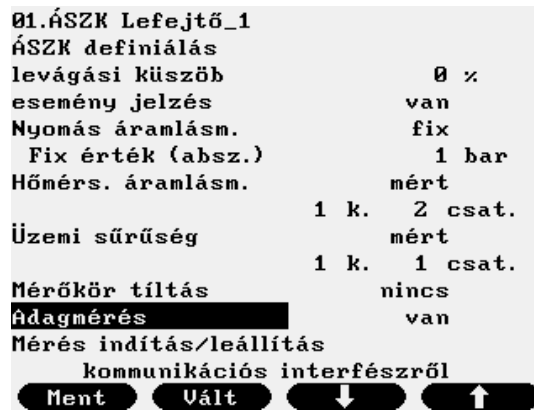 01.ÁSZK Lefejtő_1
ÁSZK definiálás
levágási küszöb 0 %
esemény jelzés van
Nyomás áramlásm. fix
Fix érték (absz.) 1 bar
Hőmérs. áramlásm. mért
1 k. 2 csat.
Üzemi sűrűség mért
1 k. 1 csat.
Mérőkör tíltás nincs
Adagmérés van
Mérés indítás/leállítás
kommunikációs interfészről
Ment Vált ↓ ↑